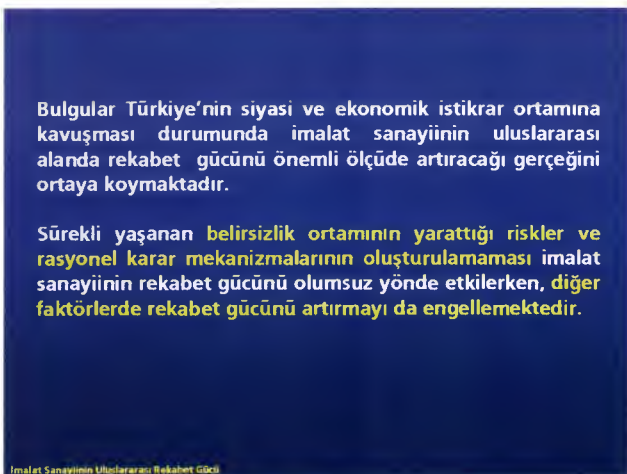 Bulgular Türkiye'nin siyasi ve ekonomik istikrar ortamına
kavuşması durumunda imalat sanayiinin uluslararası
alanda rekabet gücünü önemli ölçüde artıracağı gerçeğini
ortaya koymaktadır.
Sürekli yaşanan belirsizlik ortamının yarattığı riskler ve
rasyonel karar mekanizmalarının oluşturulamaması imalat
sanayiinin rekabet gücünü olumsuz yönde etkilerken, diğer
faktörlerde rekabet gücünü artırmayı da engellemektedir.
İmalat Sanayiinin Uluslararası Rekabet Gücü